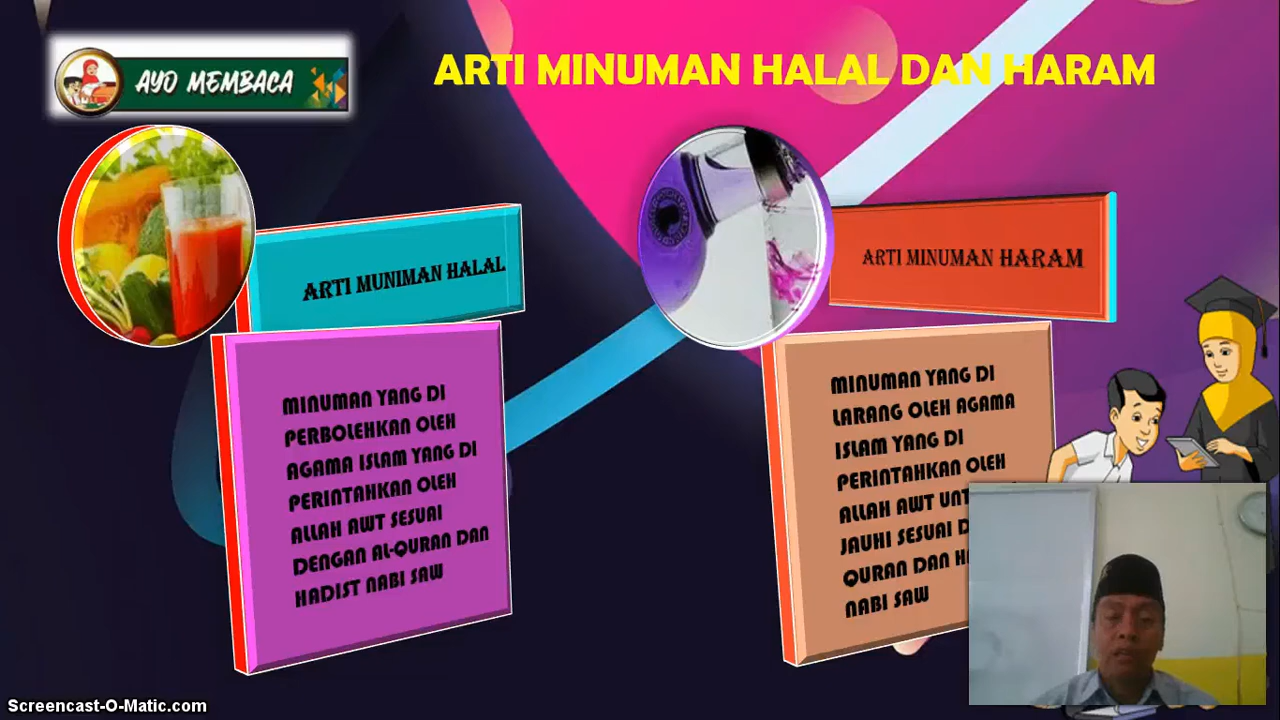 AYO MEMBACA
ARTI MINUMAN HALAL DAN HARAM
ARTI MUNIMAN HALAL
MINUMAN YANG DI
PERBOLEHKAN OLEH
AGAMA ISLAM YANG DI
PERINTAHKAN OLEH
ALLAH AWT SESUAI
DENGAN AL-QURAN DAN
HADIST NABI SAW
ARTI MINUMAN HARAM
MINUMAN YANG DI
LARANG OLEH AGAMA
ISLAM YANG DI
PERINTAHKAN OLEH
ALLAH AWT
JAUHI SESUAI
QURAN DAN
NABI SAW
Screencast-O-Matic.com